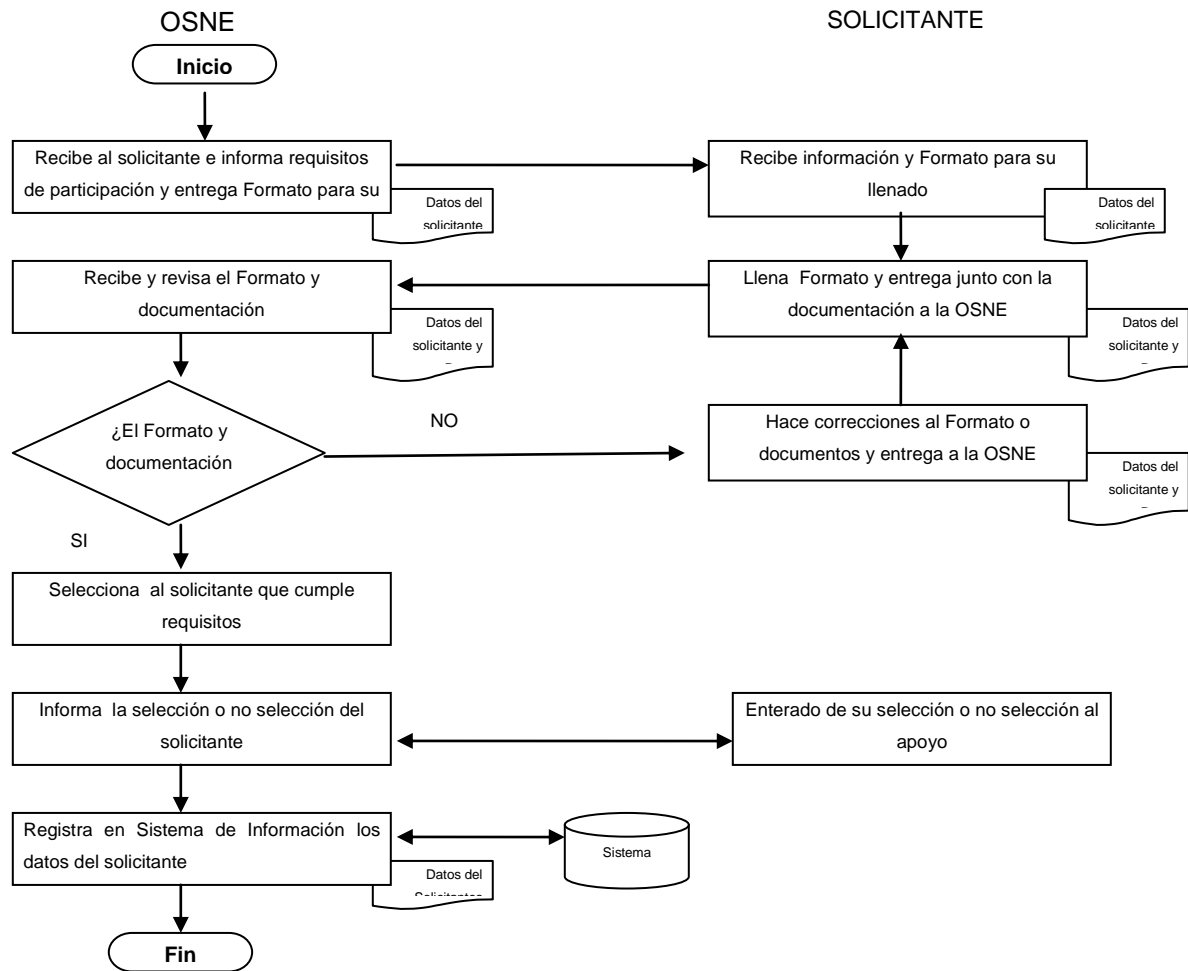 OSNE
SOLICITANTE
Inicio
Recibe al solicitante e informa requisitos
de participación y entrega Formato para su
Datos del
solicitante
Recibe información y Formato para su
llenado
Datos del
solicitante
Recibe y revisa el Formato y
documentación
Datos del
solicitante y
Llena Formato y entrega junto con la
documentación a la OSNE
Datos del
solicitante y
¿El Formato y
documentación
NO
Hace correcciones al Formato o
documentos y entrega a la OSNE
Datos del
solicitante y
SI
Selecciona al solicitante que cumple
requisitos
Informa la selección o no selección del
solicitante
Enterado de su selección o no selección al
apoyo
Registra en Sistema de Información los
datos del solicitante
Datos del
Solicitantes
Sistema
Fin